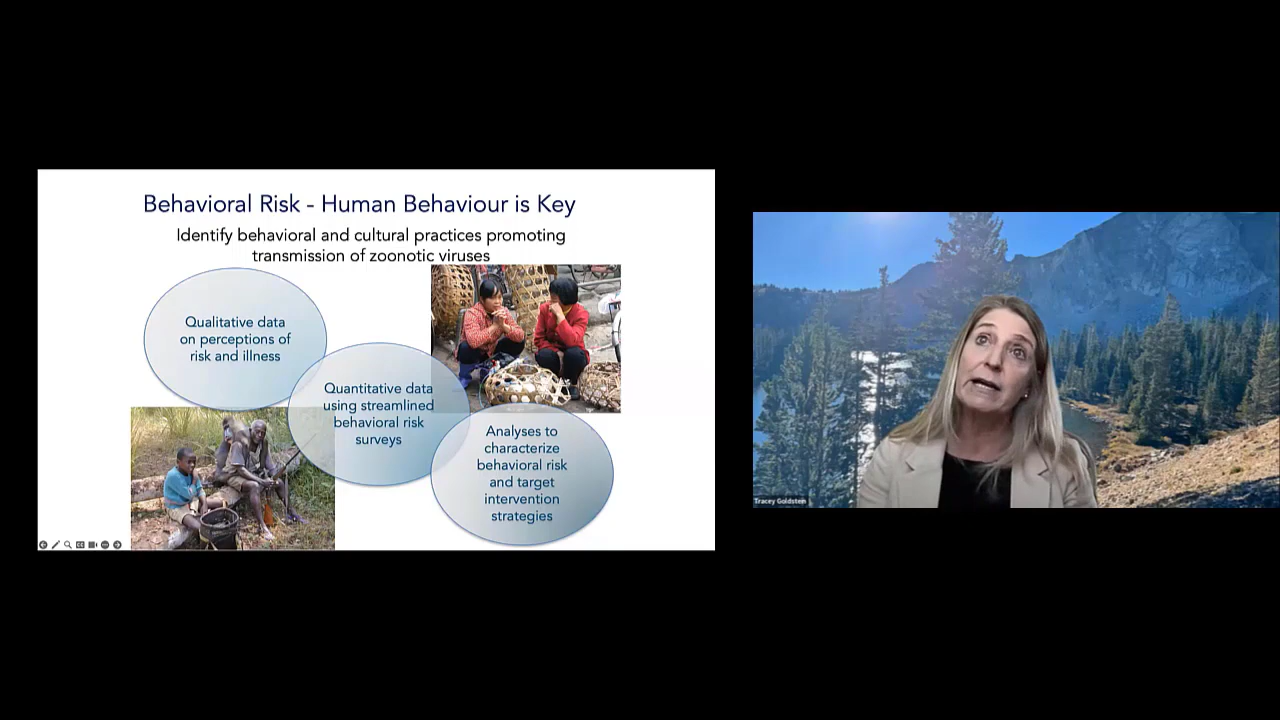 Behavioral Risk - Human Behaviour is Key
Identify behavioral and cultural practices promoting
transmission of zoonotic viruses
Qualitative data
on perceptions of
risk and illness
Quantitative data
using streamlined
behavioral risk
surveys
Analyses to
characterize
behavioral risk
and target
intervention
strategies
Tracey Goldstein